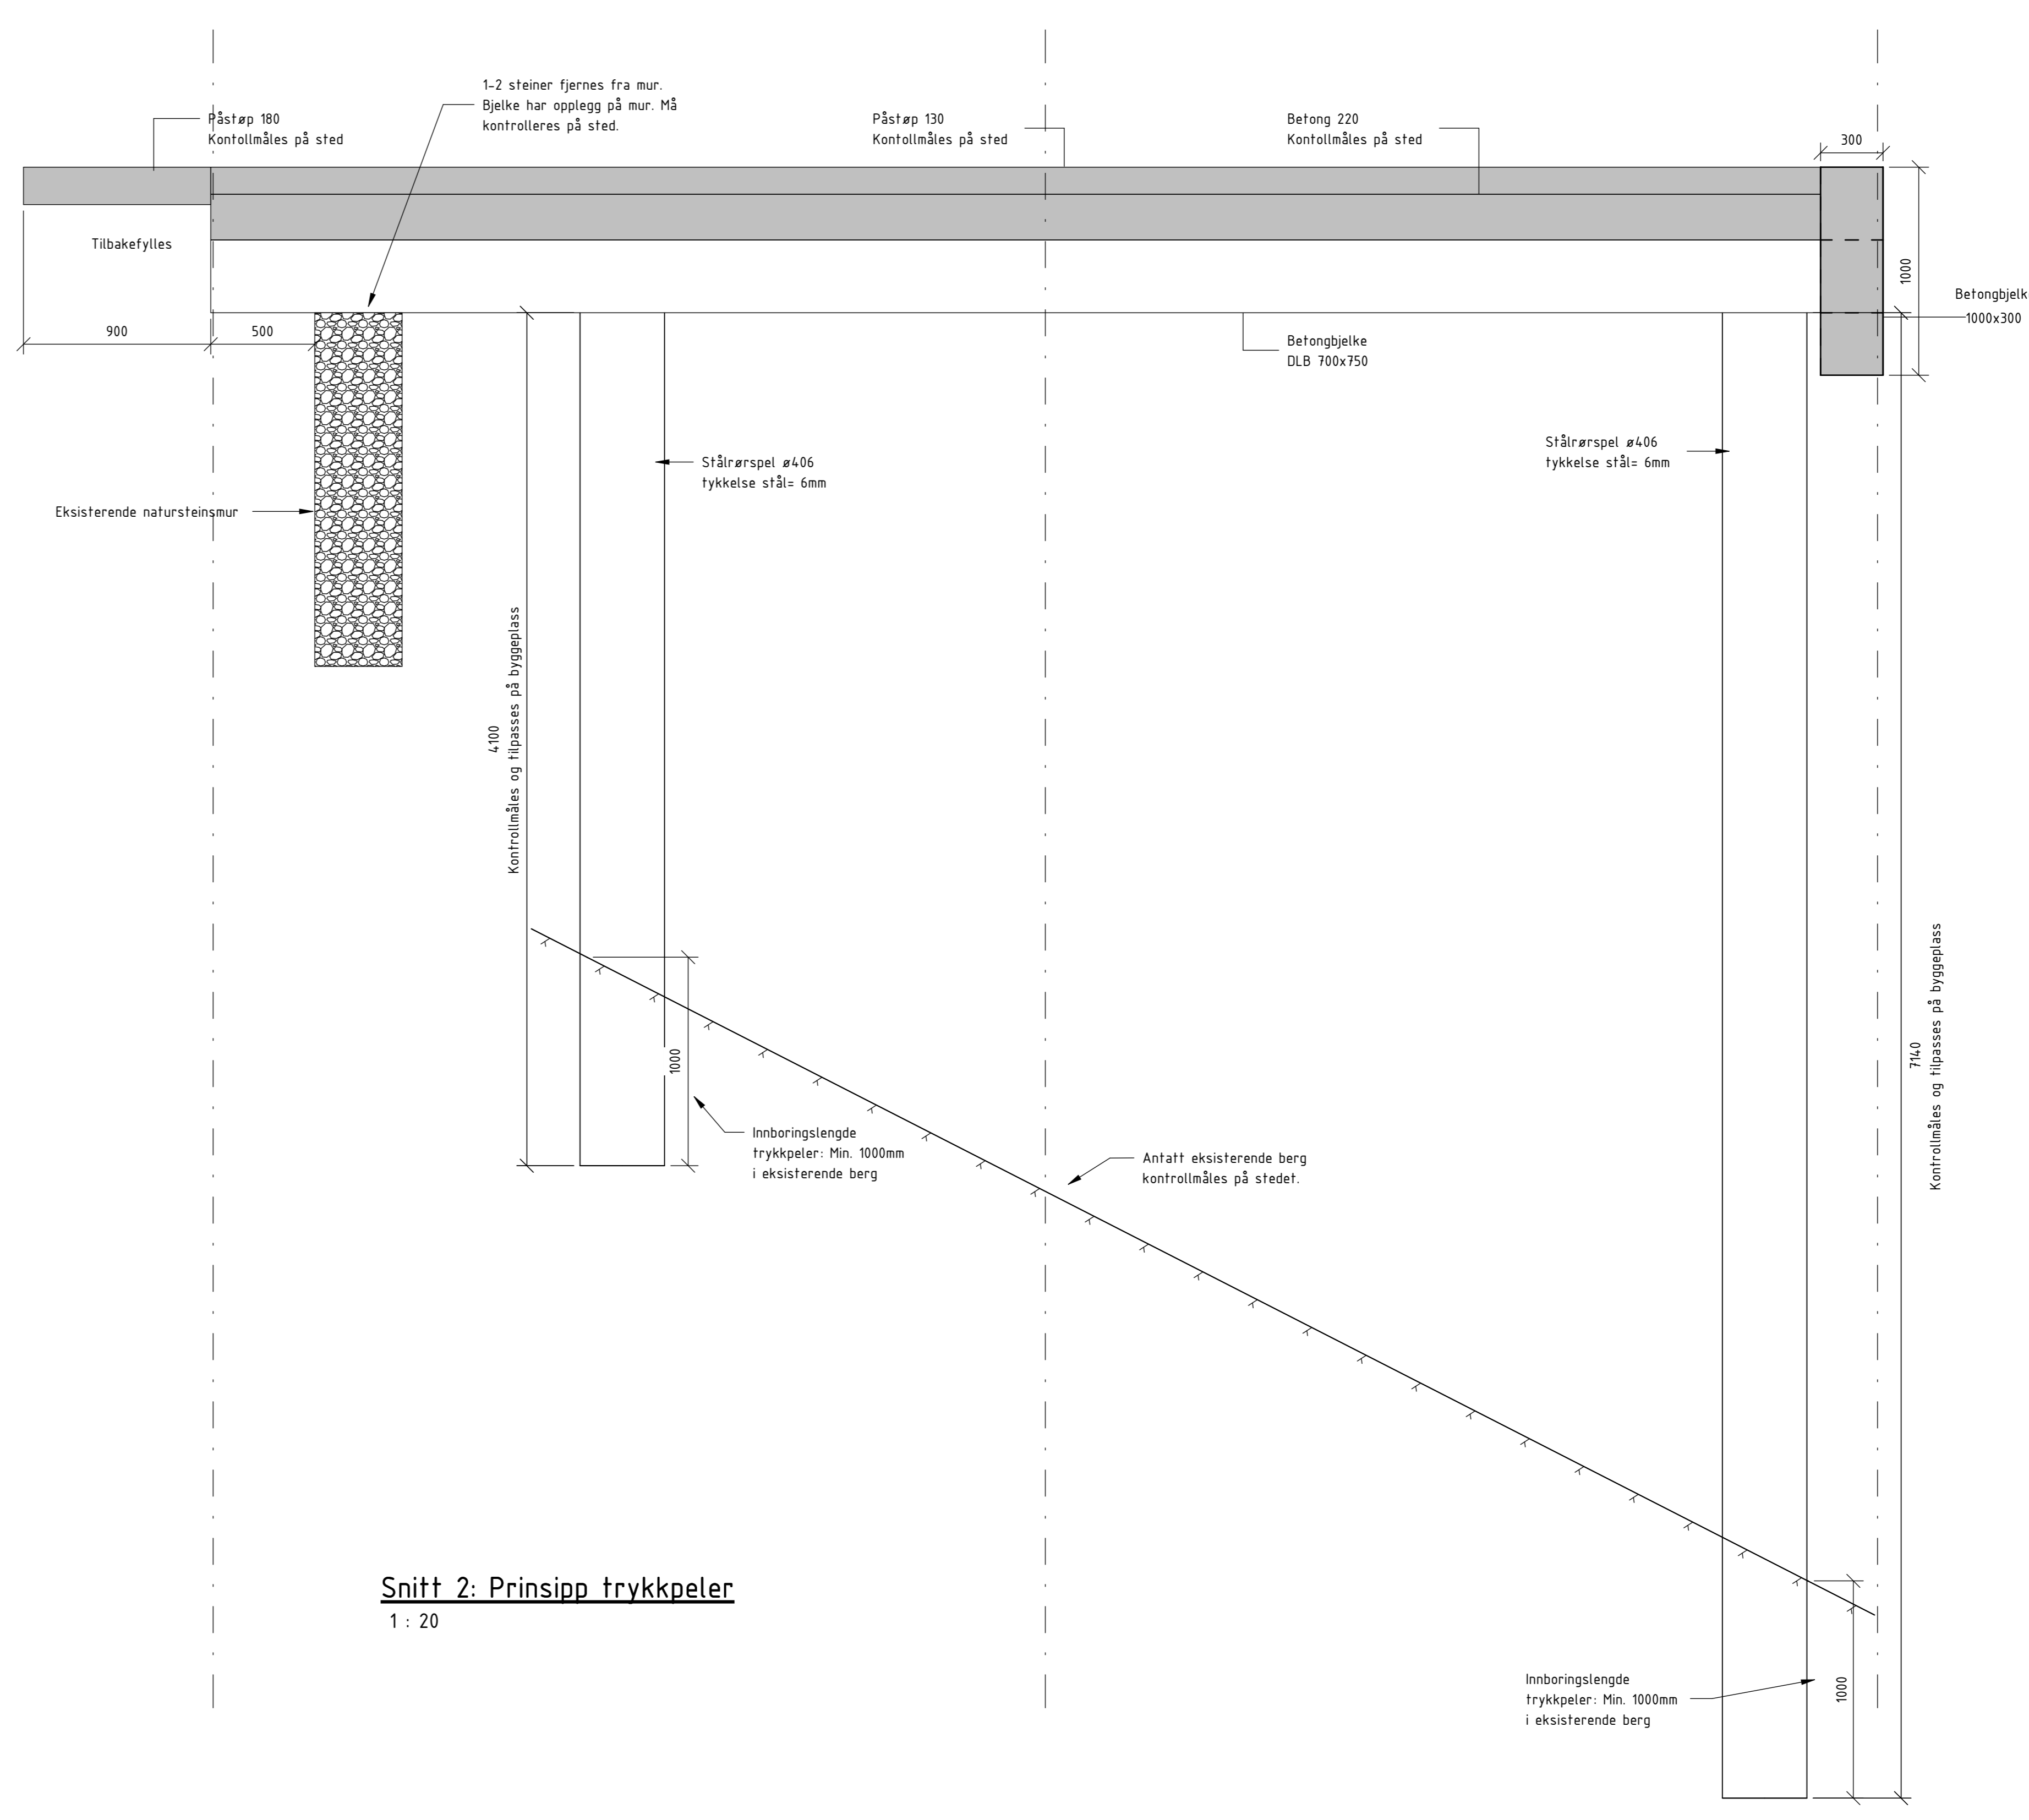 1-2 steiner fjernes fra mur.
Bjelke har opplegg på mur. Må
kontrolleres på sted.
Påstøp 180
Kontollmåles på sted
Påstøp 130
Kontollmåles på sted
Betong 220
Kontollmåles på sted
300
Tilbakefylles
1000
Betongbjelk
1000x300
900
500
Betongbjelke
DLB 700x750
Stålrørspel ø406
tykkelse stål= 6mm
Stålrørspel ø406
tykkelse stål= 6mm
Eksisterende natursteinsmur
4100
Kontrollmåles og tilpasses på byggeplass
7140
Kontrollmåles og tilpasses på byggeplass
1000
Innboringslengde
trykkpeler: Min. 1000mm
i eksisterende berg
Antatt eksisterende berg
kontrollmåles på stedet.
Snitt 2: Prinsipp trykkpeler
1 : 20
Innboringslengde
trykkpeler: Min. 1000mm
i eksisterende berg
1000